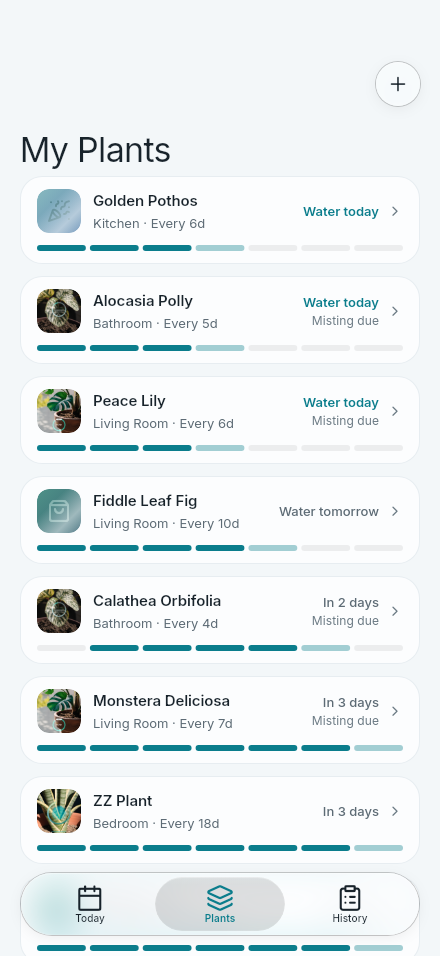 My Plants
Golden Pothos
Kitchen · Every 6d
Water today
Alocasia Polly
Bathroom · Every 5d
Water today
Misting due
Peace Lily
Living Room · Every 6d
Water today
Misting due
Fiddle Leaf Fig
Living Room · Every 10d
Water tomorrow
Calathea Orbifolia
Bathroom · Every 4d
In 2 days
Misting due
Monstera Deliciosa
Living Room · Every 7d
In 3 days
Misting due
ZZ Plant
Bedroom · Every 18d
In 3 days
Today
Plants
History